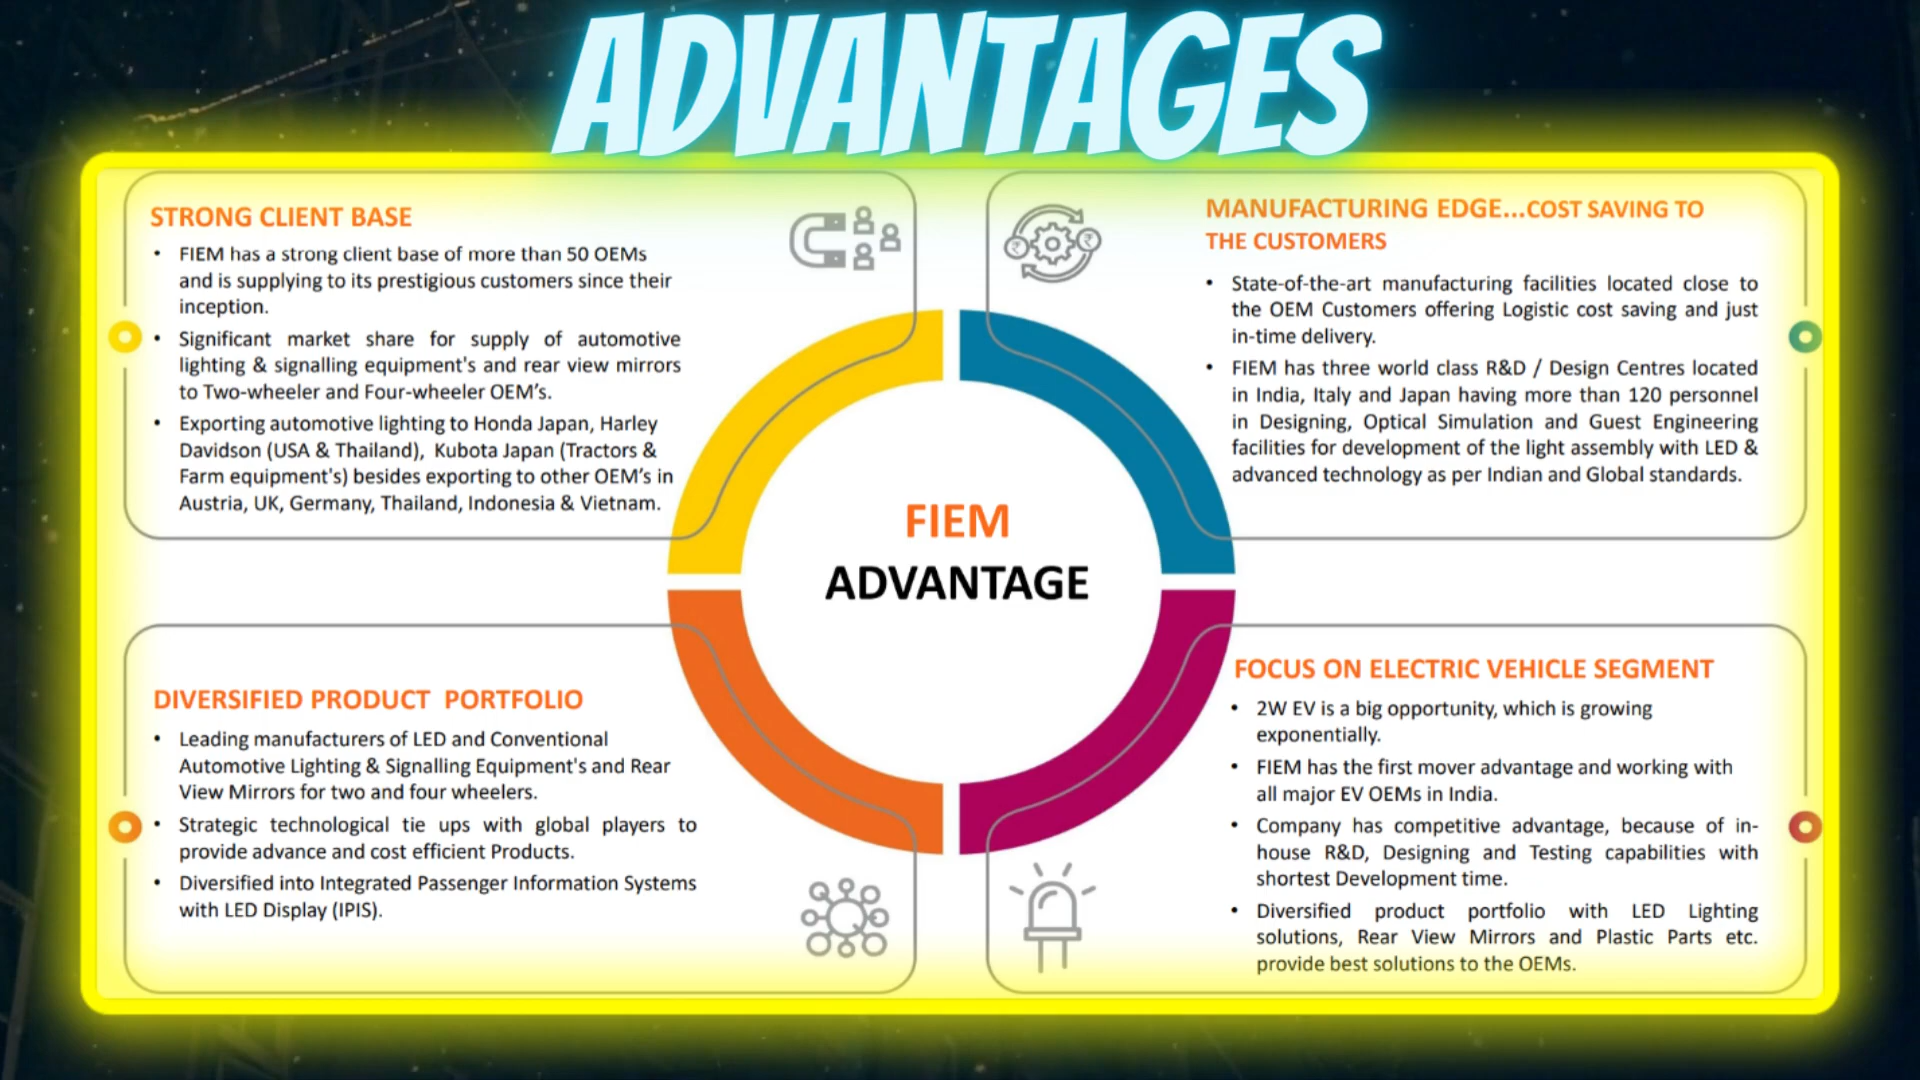 ADVANTAGES
STRONG CLIENT BASE
• FIEM has a strong client base of more than 50 OEMs
and is supplying to its prestigious customers since their
inception.
• Significant market share for supply of automotive
lighting & signalling equipment's and rear view mirrors
to Two-wheeler and Four-wheeler OEM's.
• Exporting automotive lighting to Honda Japan, Harley
Davidson (USA & Thailand), Kubota Japan (Tractors &
Farm equipment's) besides exporting to other OEM's in
Austria, UK, Germany, Thailand, Indonesia & Vietnam.
MANUFACTURING EDGE...COST SAVING TO
THE CUSTOMERS
• State-of-the-art manufacturing facilities located close to
the OEM Customers offering Logistic cost saving and just
in-time delivery.
• FIEM has three world class R&D / Design Centres located
in India, Italy and Japan having more than 120 personnel
in Designing, Optical Simulation and Guest Engineering
facilities for development of the light assembly with LED &
advanced technology as per Indian and Global standards.
₹ ₹
FIEM
ADVANTAGE
DIVERSIFIED PRODUCT PORTFOLIO
• Leading manufacturers of LED and Conventional
Automotive Lighting & Signalling Equipment's and Rear
View Mirrors for two and four wheelers.
• Strategic technological tie ups with global players to
provide advance and cost efficient Products.
• Diversified into Integrated Passenger Information Systems
with LED Display (IPIS).
FOCUS ON ELECTRIC VEHICLE SEGMENT
• 2W EV is a big opportunity, which is growing
exponentially.
• FIEM has the first mover advantage and working with
all major EV OEMs in India.
• Company has competitive advantage, because of in-
house R&D, Designing and Testing capabilities with
shortest Development time.
• Diversified product portfolio with LED Lighting
solutions, Rear View Mirrors and Plastic Parts etc.
provide best solutions to the OEMs.